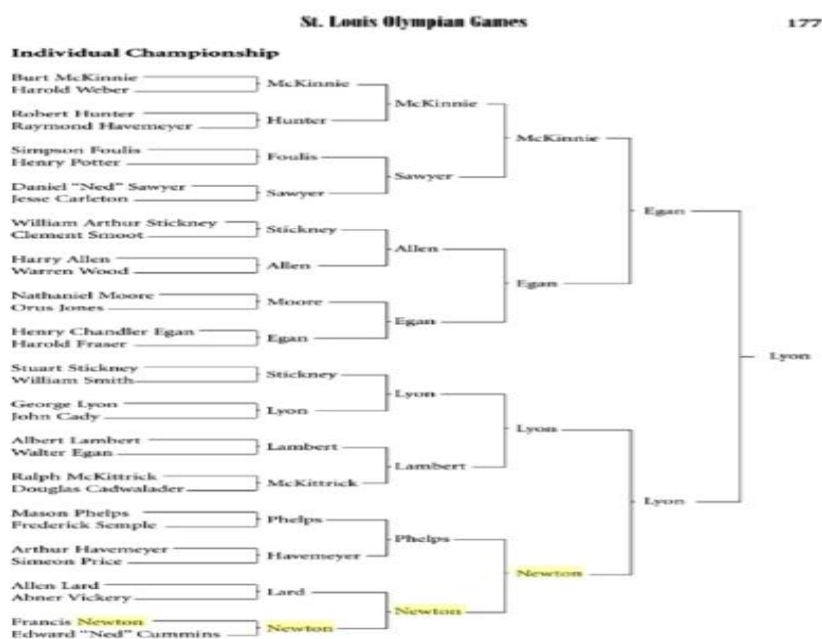 St. Louis Olympian Games
177
Individual Championship
Burt McKinnie
Harold Weber
Robert Hunter
Raymond Havemeyer
Simpson Foulis
Henry Potter
Daniel "Ned" Sawyer
Jesse Carleton
William Arthur Stickney
Clement Smoot
Harry Allen
Warren Wood
Nathaniel Moore
Orus Jones
Henry Chandler Egan
Harold Fraser
Stuart Stickney
William Smith
George Lyon
John Cady
Albert Lambert
Walter Egan
Ralph McKittrick
Douglas Cadwalader
Mason Phelps
Frederick Semple
Arthur Havemeyer
Simeon Price
Allen Lard
Abner Vickery
Francis Newton
Edward "Ned" Cummins
McKinnie
Hunter
Foulis
Sawyer
Stickney
Allen
Moore
Egan
Stickney
Lyon
Lambert
McKittrick
Phelps
Havemeyer
Lard
Newton
McKinnie
Sawyer
Allen
Egan
Lyon
Lambert
Phelps
Newton
McKinnie
Egan
Lyon
Newton
Egan
Lyon
Lyon